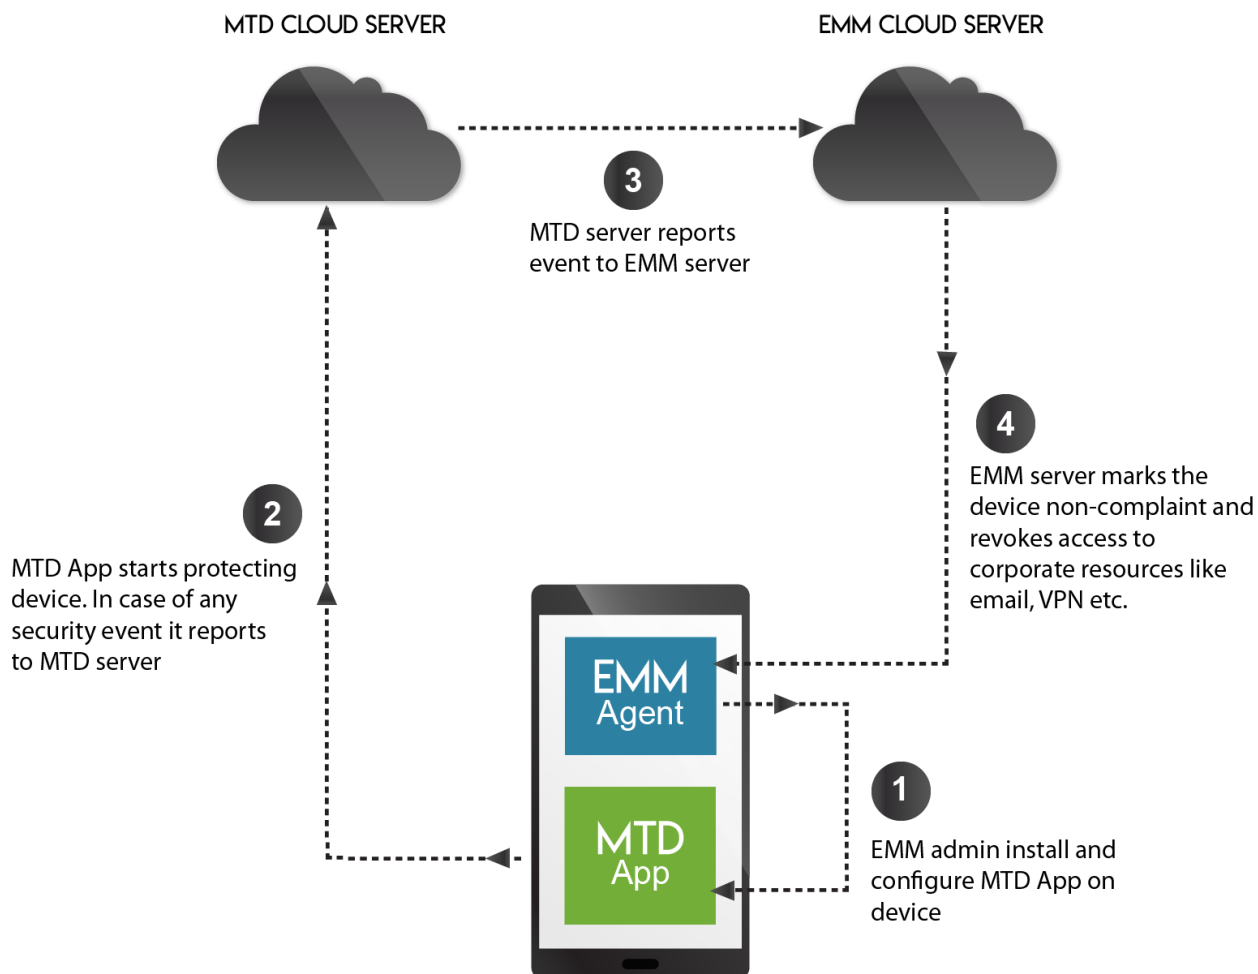 MTD CLOUD SERVER
EMM CLOUD SERVER
3
MTD server reports
event to EMM server
4
EMM server marks the
device non-complaint and
revokes access to
corporate resources like
email, VPN etc.
2
MTD App starts protecting
device. In case of any
security event it reports
to MTD server
EMM
Agent
MTD
App
1
EMM admin install and
configure MTD App on
device